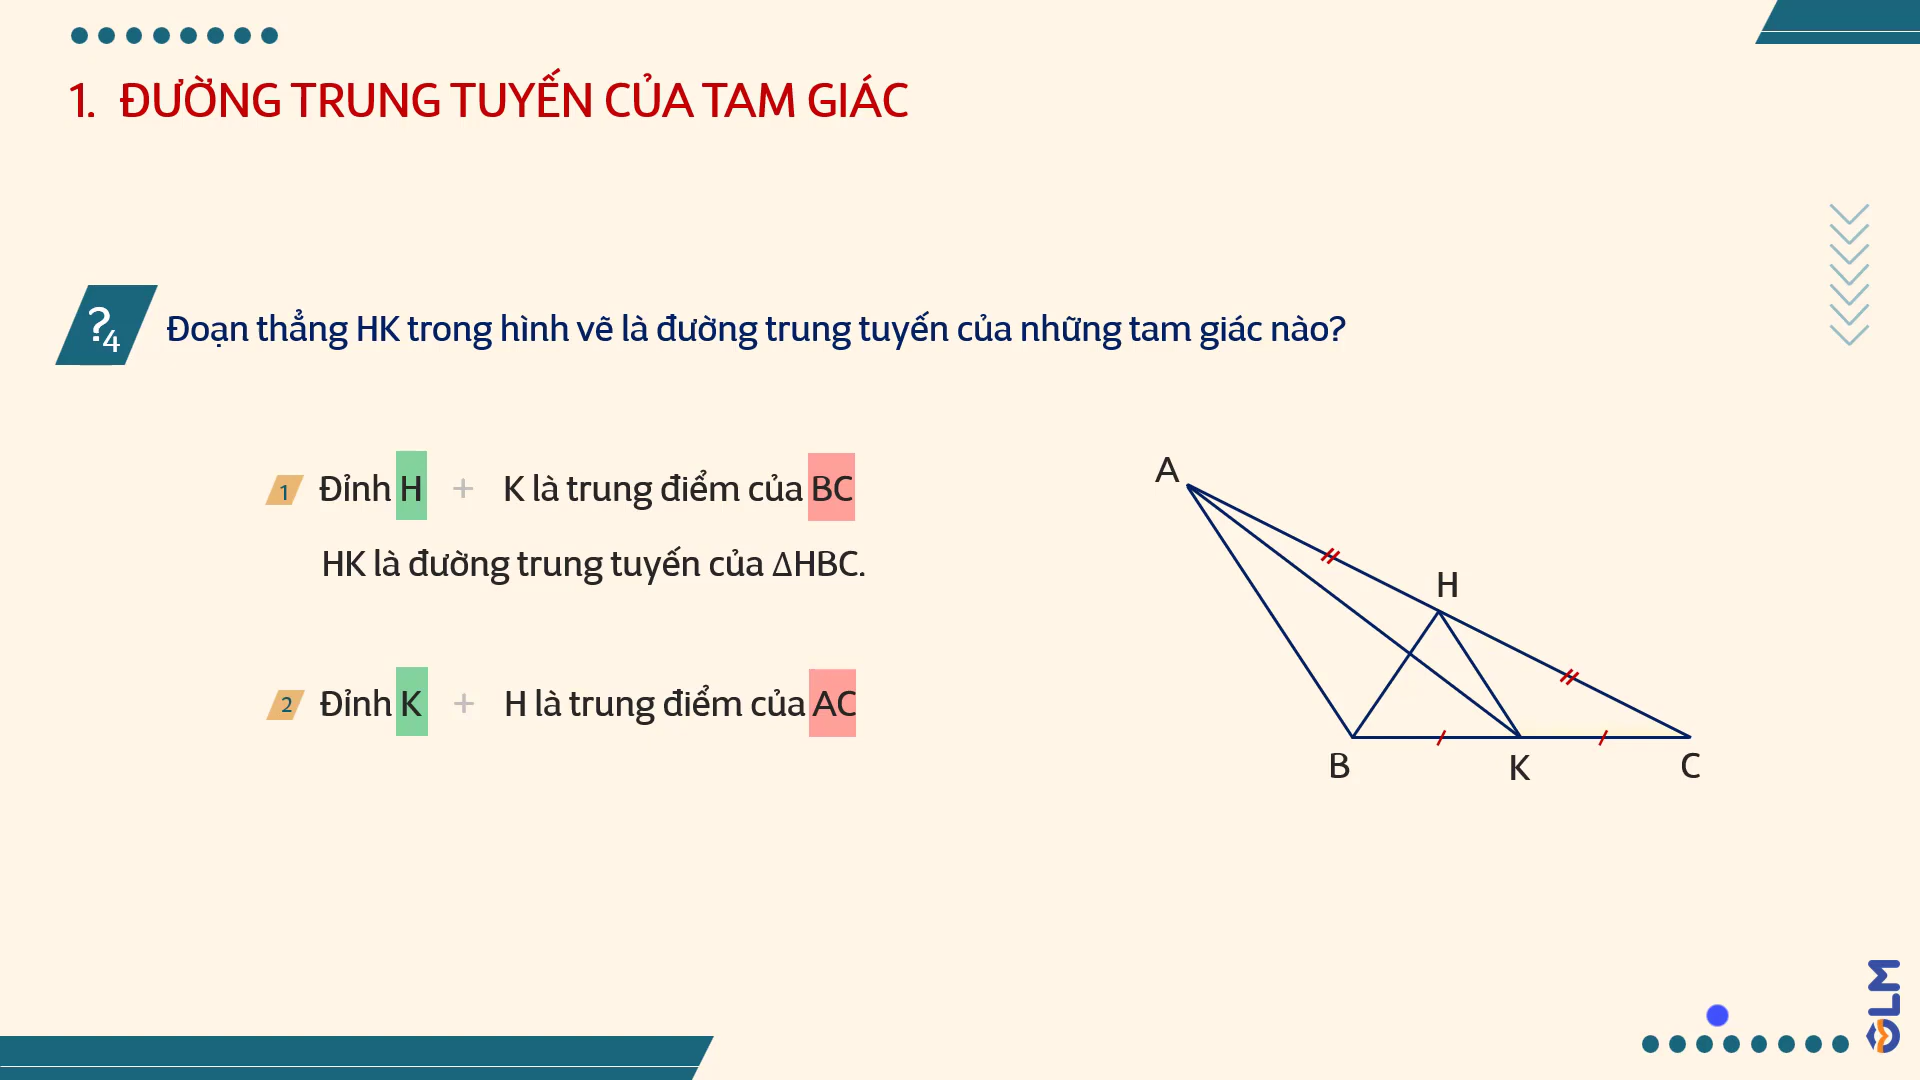 1. ĐƯỜNG TRUNG TUYẾN CỦA TAM GIÁC
?4 Đoạn thẳng HK trong hình vẽ là đường trung tuyến của những tam giác nào?
1 Đỉnh H + K là trung điểm của BC
HK là đường trung tuyến của ΔHBC.
2 Đỉnh K + H là trung điểm của AC
A
H
B
K
C
OLM